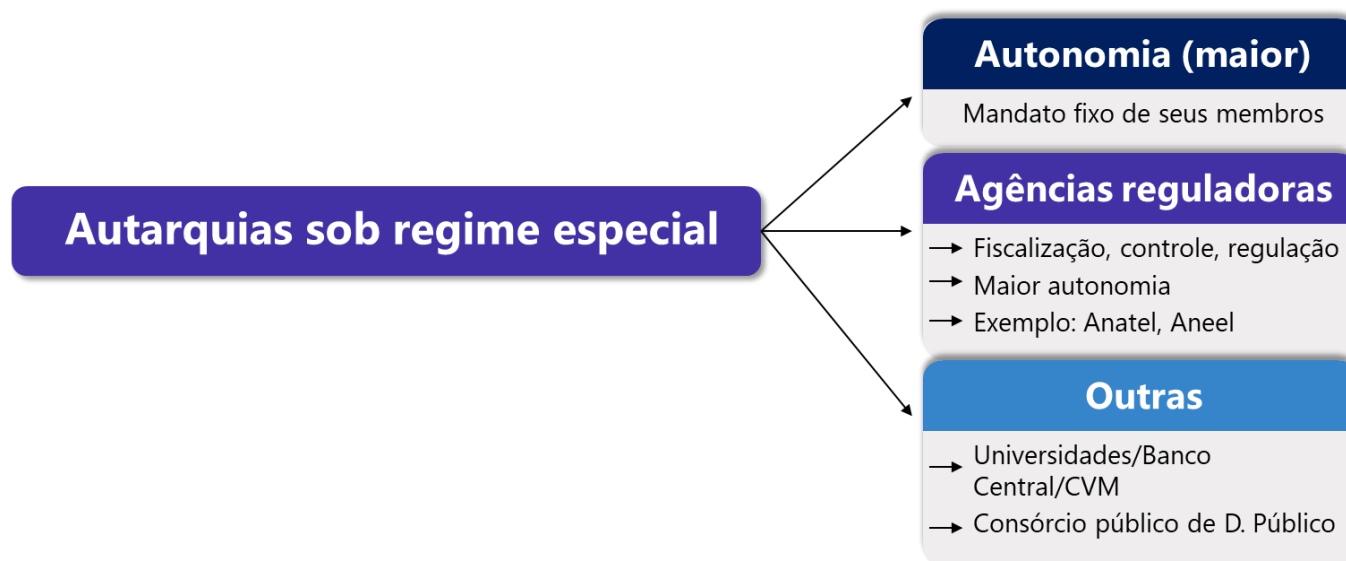 Autarquias sob regime especial
Autonomia (maior)
Mandato fixo de seus membros
Agências reguladoras
Fiscalização, controle, regulação
Maior autonomia
Exemplo: Anatel, Aneel
Outras
Universidades/Banco
Central/CVM
Consórcio público de D. Público